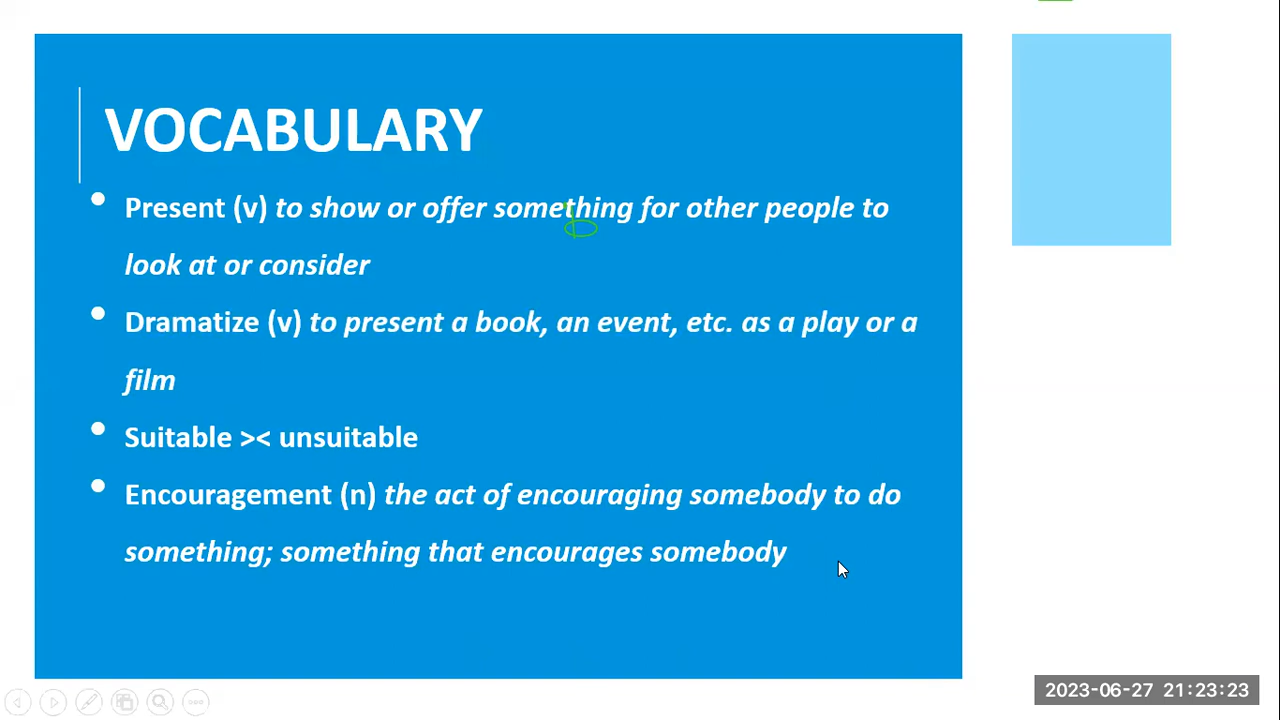 VOCABULARY
• Present (v) to show or offer something for other people to
look at or consider
• Dramatize (v) to present a book, an event, etc. as a play or a
film
• Suitable >< unsuitable
• Encouragement (n) the act of encouraging somebody to do
something; something that encourages somebody
2023-06-27 21:23:23